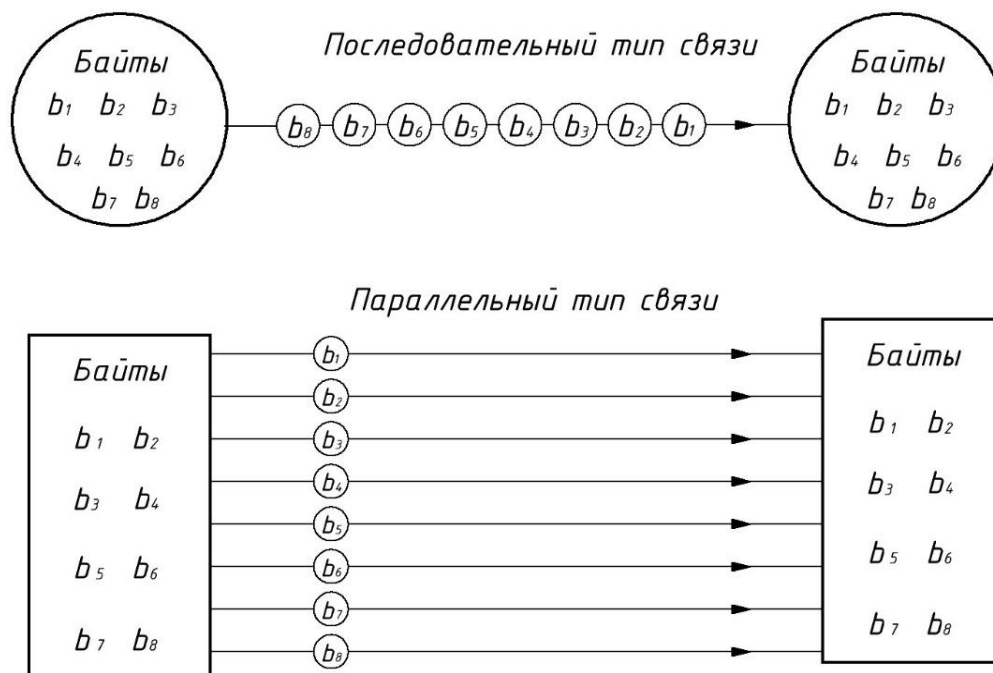 Последовательный тип связи
Байты
b₁ b₂ b₃
b₄ b₅ b₆
b₇ b₈
b₈ b₇ b₆ b₅ b₄ b₃ b₂ b₁
Байты
b₁ b₂ b₃
b₄ b₅ b₆
b₇ b₈
Параллельный тип связи
Байты
b₁ b₂
b₃ b₄
b₅ b₆
b₇ b₈
b₁
b₂
b₃
b₄
b₅
b₆
b₇
b₈
Байты
b₁ b₂
b₃ b₄
b₅ b₆
b₇ b₈